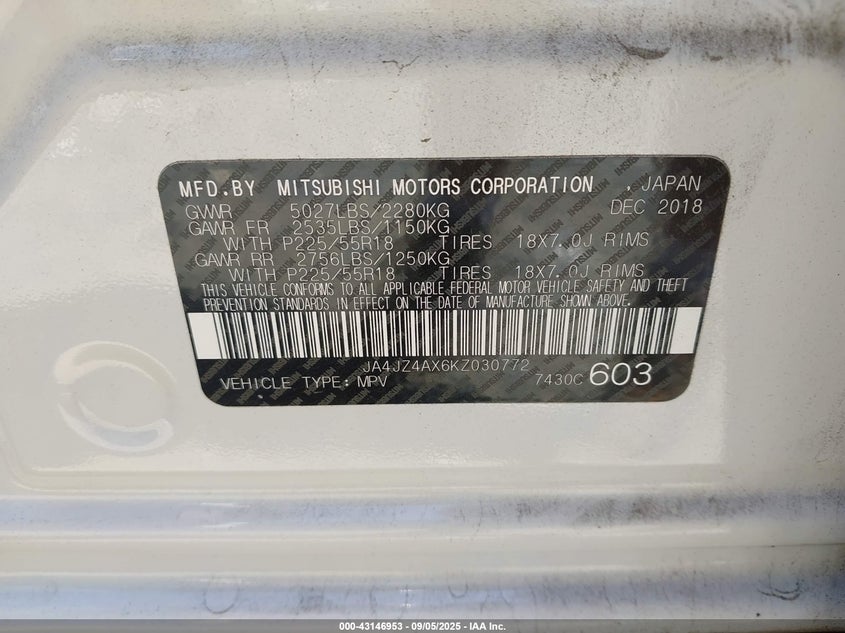 MFD.BY MITSUBISHI MOTORS CORPORATION , JAPAN
GVWR 5027LBS/2280KG DEC 2018
GAWR FR 2535LBS/1150KG
WITH P225/55R18 TIRES 18X7.0J RIMS
GAWR RR 2756LBS/1250KG
WITH P225/55R18 TIRES 18X7.0J RIMS
THIS VEHICLE CONFORMS TO ALL APPLICABLE FEDERAL MOTOR VEHICLE SAFETY AND THEFT
PREVENTION STANDARDS IN EFFECT ON THE DATE OF MANUFACTURE SHOWN ABOVE.
JA4JZ4AX6KZ030772
VEHICLE TYPE: MPV 7430C 603
000-43146953 - 09/05/2025 - IAA Inc.